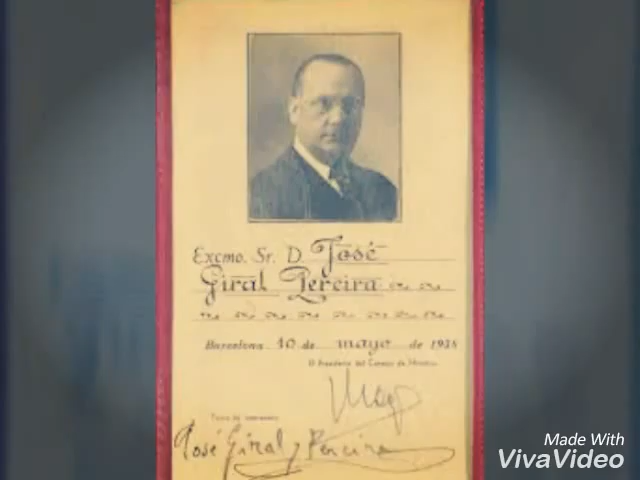 Excmo. Sr. D. José
Giral Pereira
Barcelona 10 de mayo de 1938
El Presidente del Consejo de Ministros,
José Giral y Pereira
Made With
VivaVideo